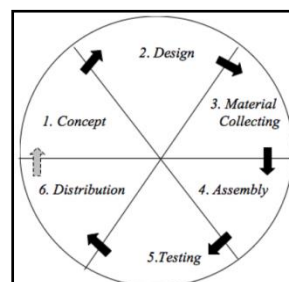 1. Concept
2. Design
3. Material
Collecting
4. Assembly
5.Testing
6. Distribution